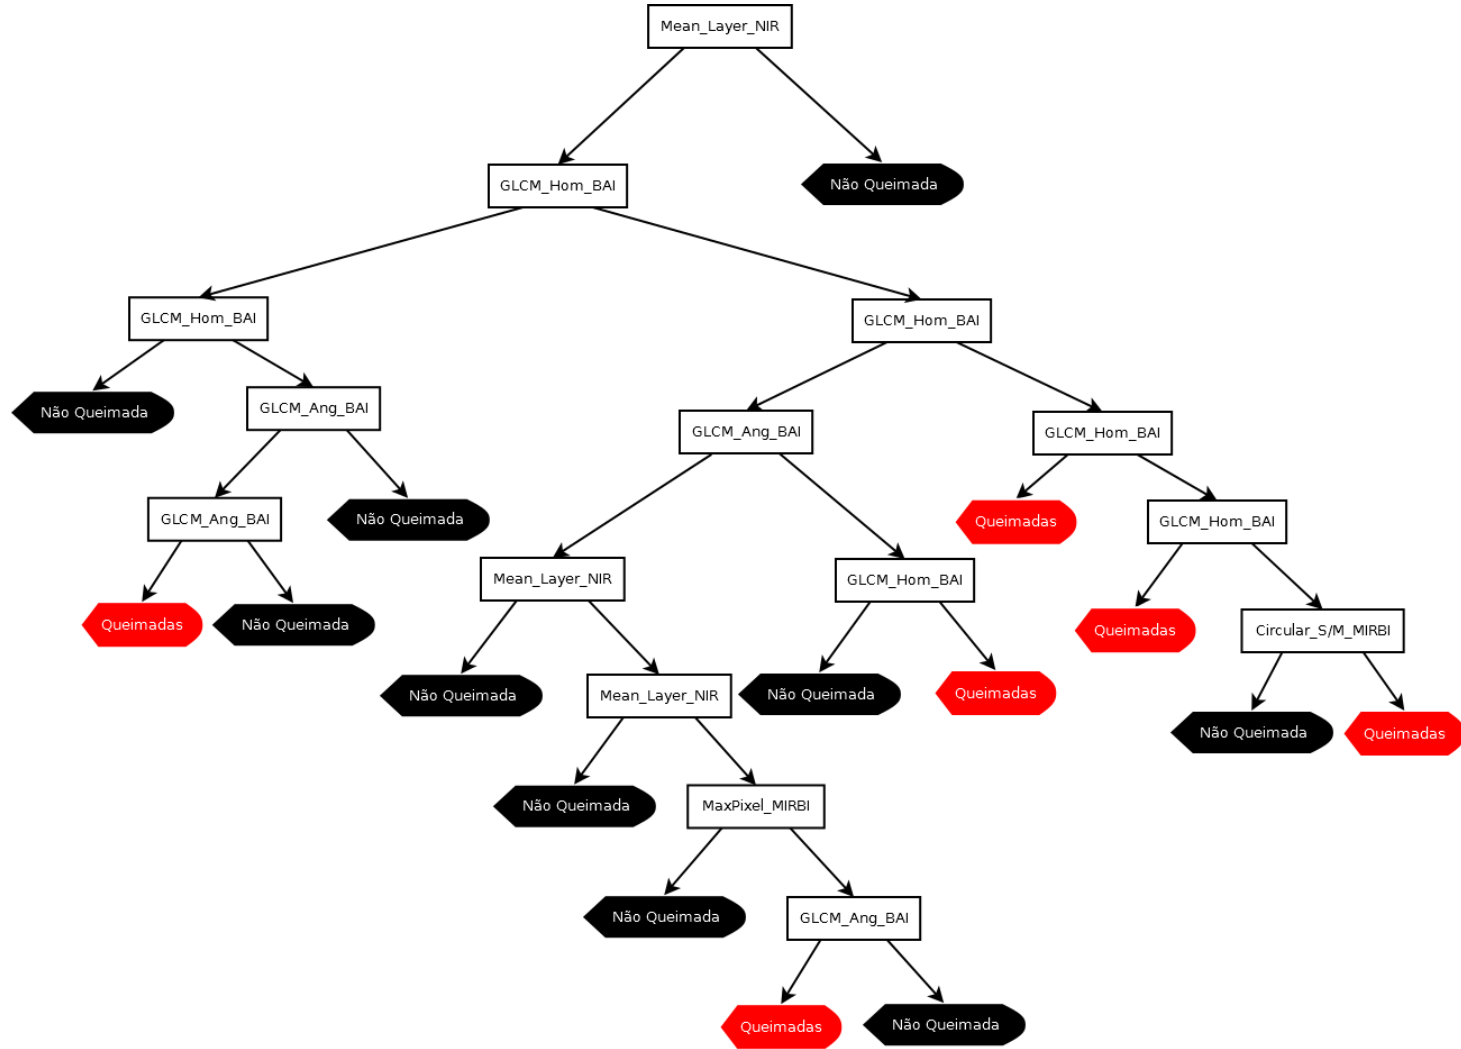 Mean_Layer_NIR
GLCM_Hom_BAI
Não Queimada
GLCM_Hom_BAI
GLCM_Hom_BAI
Não Queimada
GLCM_Ang_BAI
GLCM_Ang_BAI
GLCM_Hom_BAI
GLCM_Ang_BAI
Não Queimada
Queimadas
GLCM_Hom_BAI
Mean_Layer_NIR
GLCM_Hom_BAI
Queimadas
Não Queimada
Queimadas
Circular_S/M_MIRBI
Não Queimada
Mean_Layer_NIR
Não Queimada
Queimadas
Não Queimada
Queimadas
Não Queimada
MaxPixel_MIRBI
Não Queimada
GLCM_Ang_BAI
Queimadas
Não Queimada